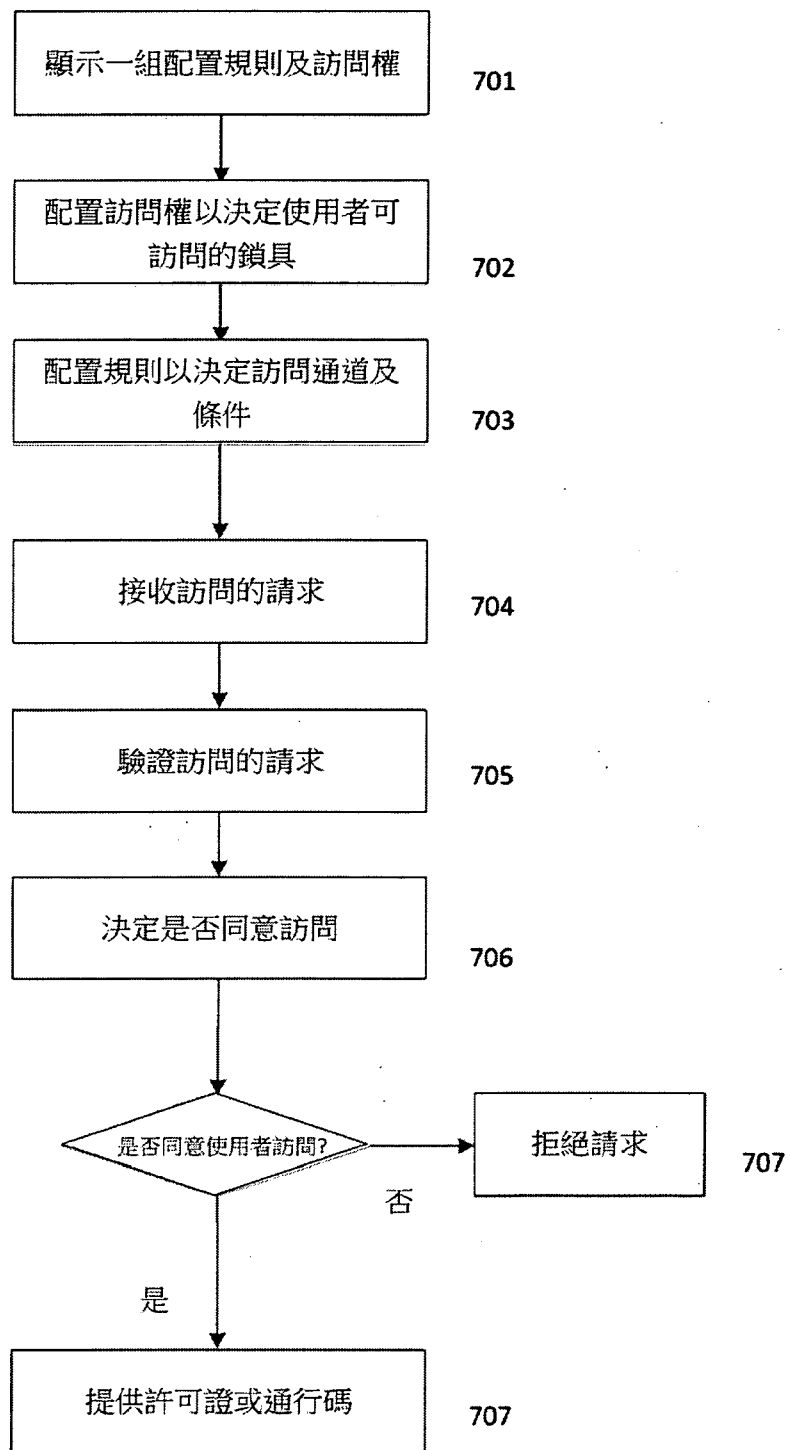 顯示一組配置規則及訪問權
701
配置訪問權以決定使用者可
訪問的鎖具
702
配置規則以決定訪問通道及
條件
703
接收訪問的請求
704
驗證訪問的請求
705
決定是否同意訪問
706
是否同意使用者訪問?
否
拒絕請求
707
是
提供許可證或通行碼
707